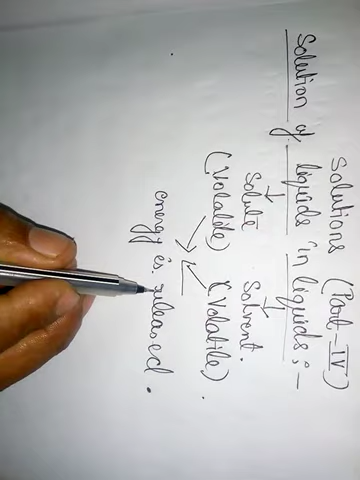 Solutions (Part-IV)
Solution of liquids in liquids :-
Solute Solvent.
(Volatile) (Volatile).
energy is released.